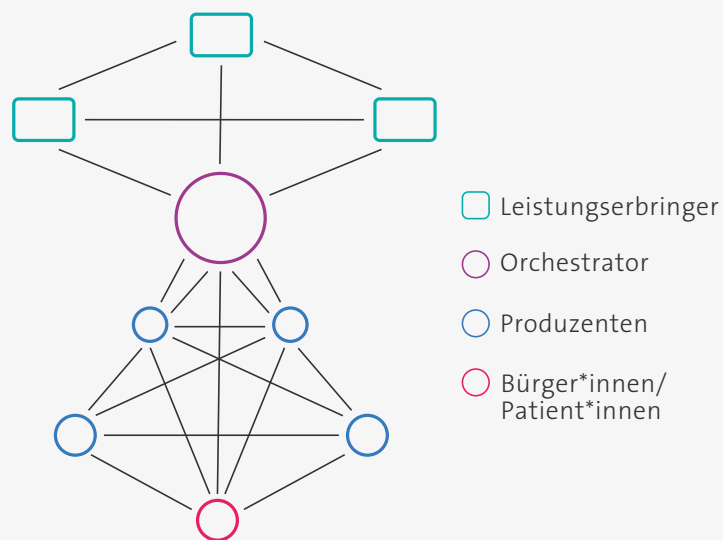 Leistungserbringer
Orchestrator
Produzenten
Bürger*innen/
Patient*innen